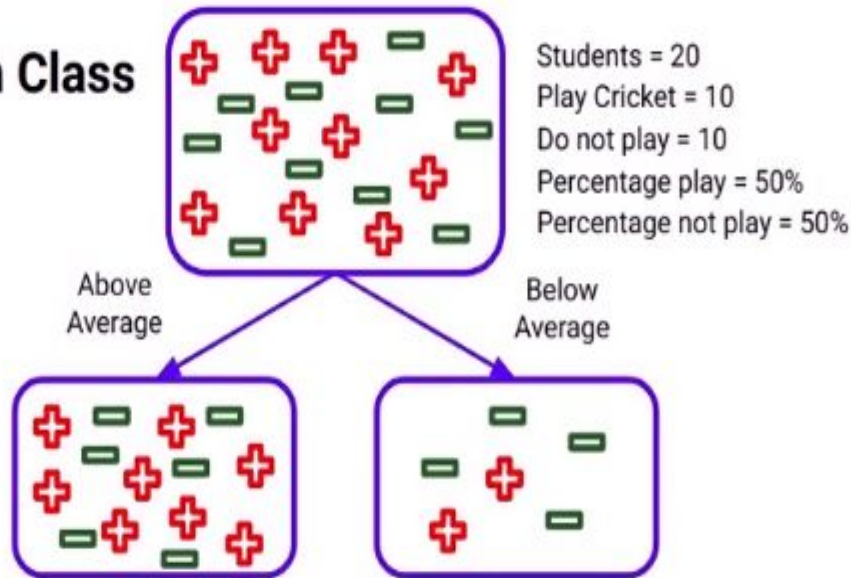 Class
Students = 20
Play Cricket = 10
Do not play = 10
Percentage play = 50%
Percentage not play = 50%
Above
Average
Below
Average